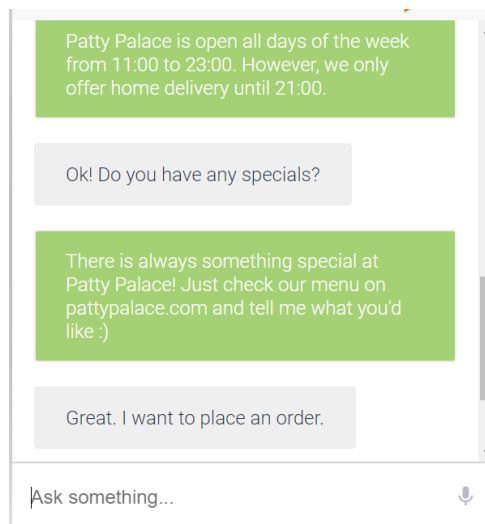 Patty Palace is open all days of the week
from 11:00 to 23:00. However, we only
offer home delivery until 21:00.
Ok! Do you have any specials?
There is always something special at
Patty Palace! Just check our menu on
pattypalace.com and tell me what you'd
like :)
Great. I want to place an order.
Ask something...